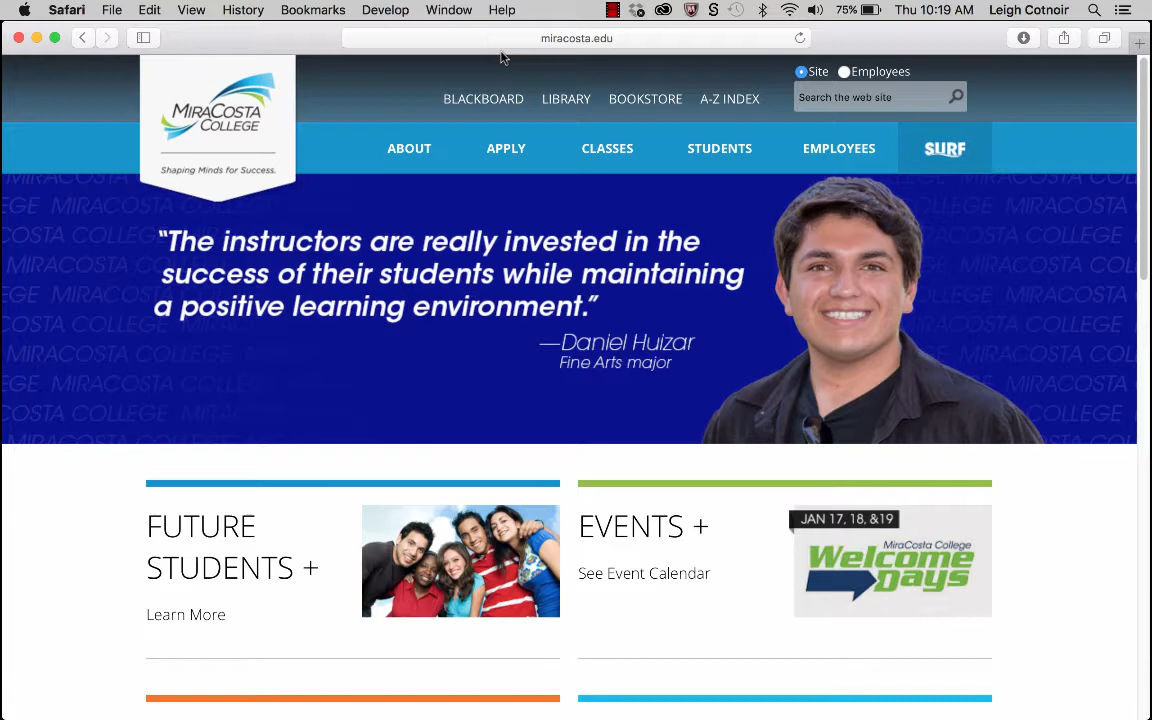 Safari File Edit View History Bookmarks Develop Window Help 75% Thu 10:19 AM Leigh Cotnoir
miracosta.edu
Site Employees
BLACKBOARD LIBRARY BOOKSTORE A-Z INDEX
Search the web site
MIRACOSTA
COLLEGE
Shaping Minds for Success.
ABOUT APPLY CLASSES STUDENTS EMPLOYEES SURF
"The instructors are really invested in the
success of their students while maintaining
a positive learning environment."
—Daniel Huizar
Fine Arts major
FUTURE
STUDENTS +
Learn More
EVENTS +
See Event Calendar
JAN 17, 18, &19
MiraCosta College
Welcome
Days